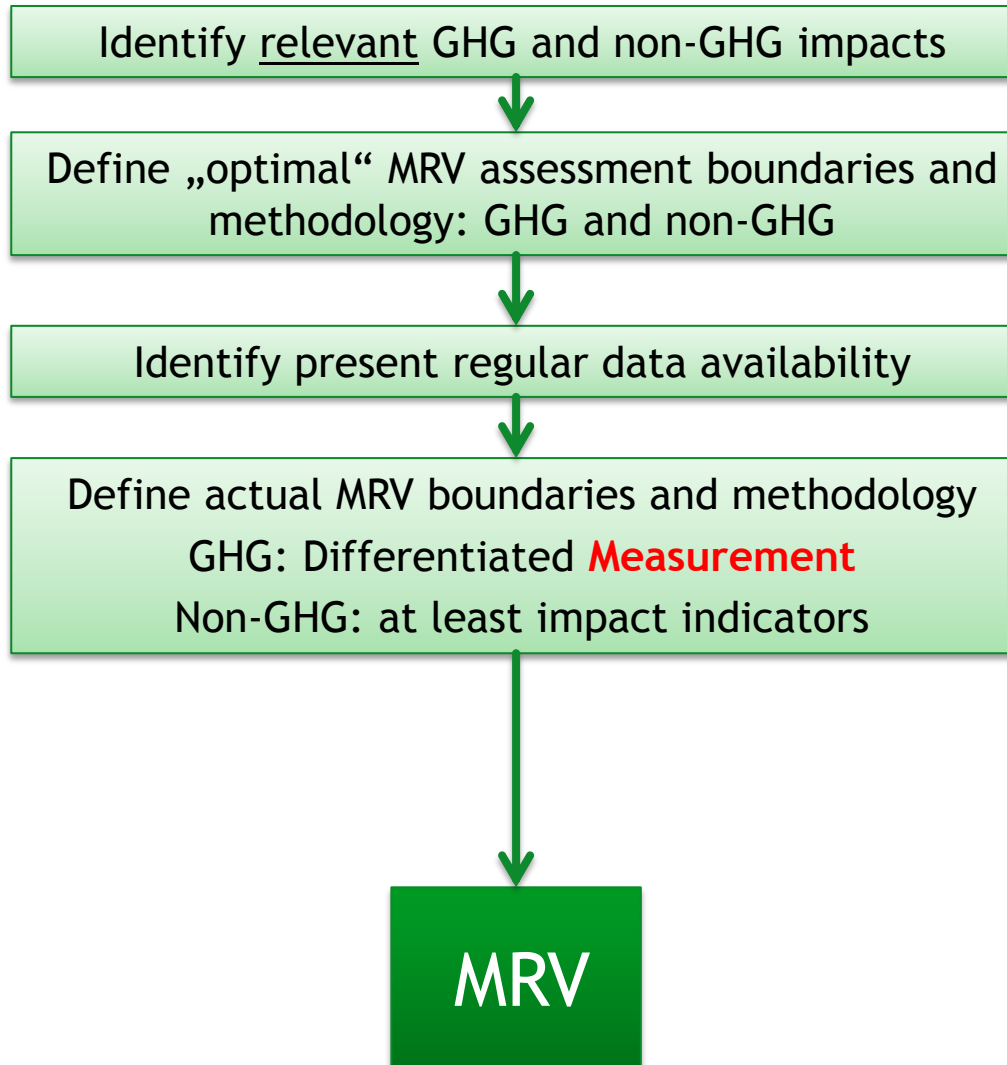 Identify relevant GHG and non-GHG impacts
Define „optimal“ MRV assessment boundaries and
methodology: GHG and non-GHG
Identify present regular data availability
Define actual MRV boundaries and methodology
GHG: Differentiated Measurement
Non-GHG: at least impact indicators
MRV